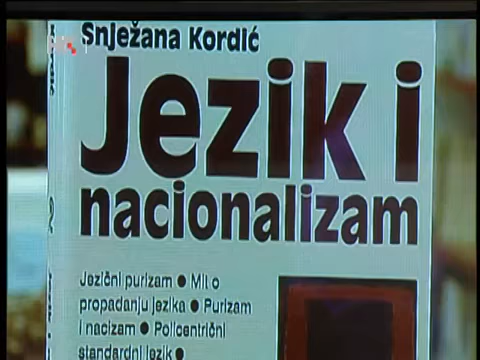 Snježana Kordić
Jezik i
nacionalizam
Jezični purizam ● Mit o
propadanju jezika ● Purizam
i nacizam ● Policentrični
standardni jezik ●